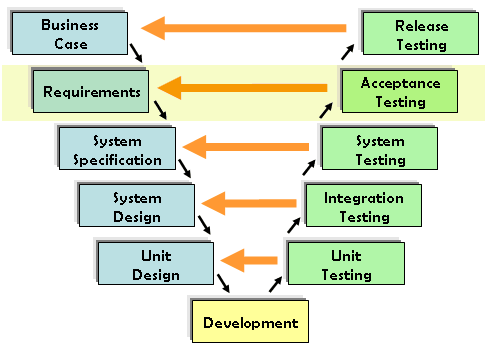 Business
Case
Release
Testing
Requirements
Acceptance
Testing
System
Specification
System
Testing
System
Design
Integration
Testing
Unit
Design
Unit
Testing
Development